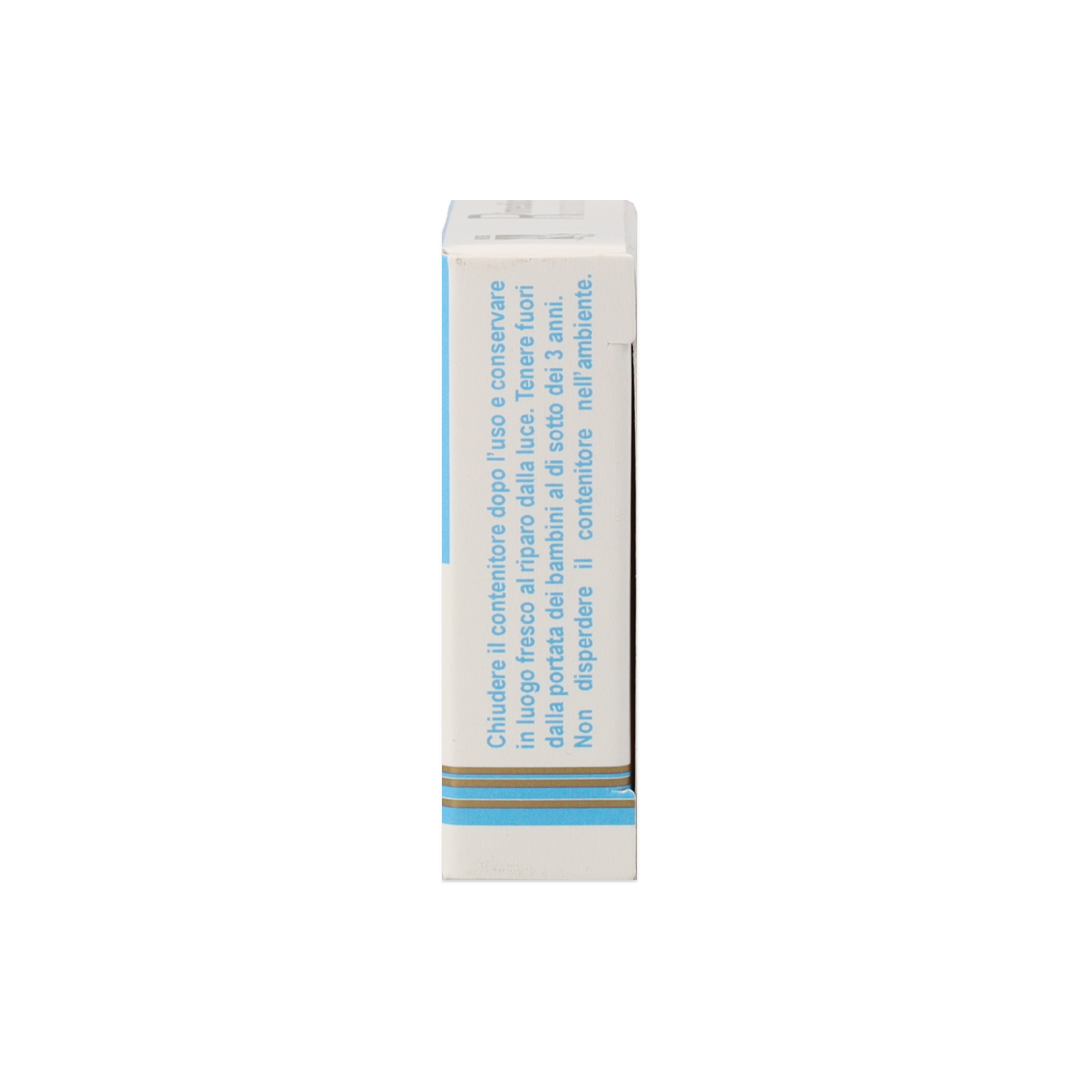 Chiudere il contenitore dopo l'uso e conservare
in luogo fresco al riparo dalla luce. Tenere fuori
dalla portata dei bambini al di sotto dei 3 anni.
Non disperdere il contenitore nell'ambiente.